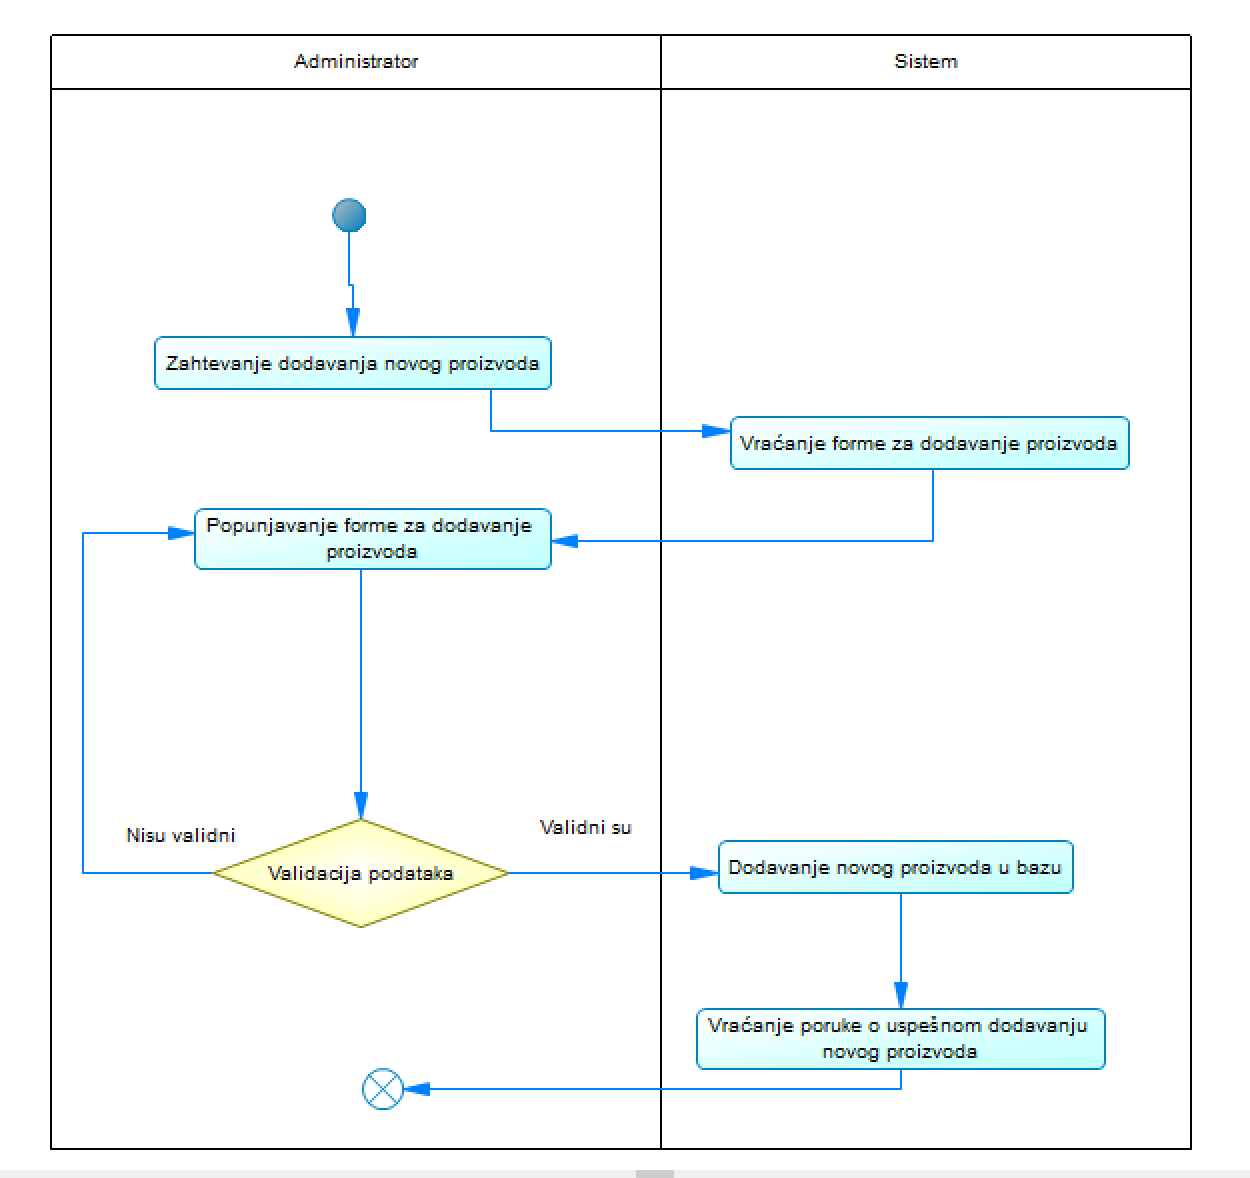 Administrator
Sistem
Zahtevanje dodavanja novog proizvoda
Vraćanje forme za dodavanje proizvoda
Popunjavanje forme za dodavanje
proizvoda
Nisu validni
Validni su
Validacija podataka
Dodavanje novog proizvoda u bazu
Vraćanje poruke o uspešnom dodavanju
novog proizvoda